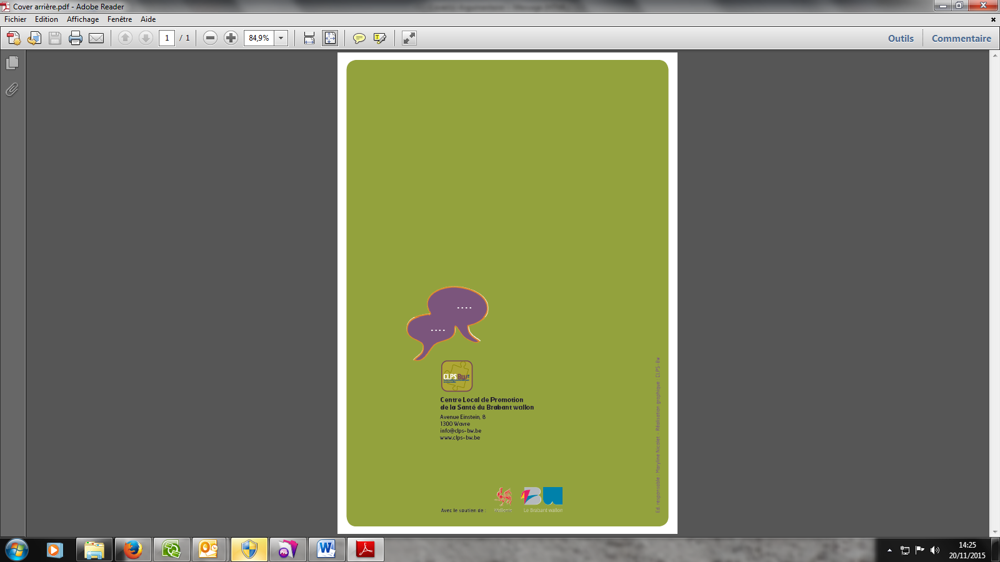 Cover arrière.pdf - Adobe Reader
Fichier Edition Affichage Fenêtre Aide
1 / 1 84,9% Outils Commentaire
....
....
CLPS Bw
Centre Local de Promotion
de la Santé du Brabant wallon
Avenue Einstein, 8
1300 Wavre
info@clps-bw.be
www.clps-bw.be
Avec le soutien de :
Wallonie
Le Brabant wallon
Ed. responsable : Maryline Nicolet - Réalisation graphique : CLPS-Bw
Pro
14:25
20/11/2015